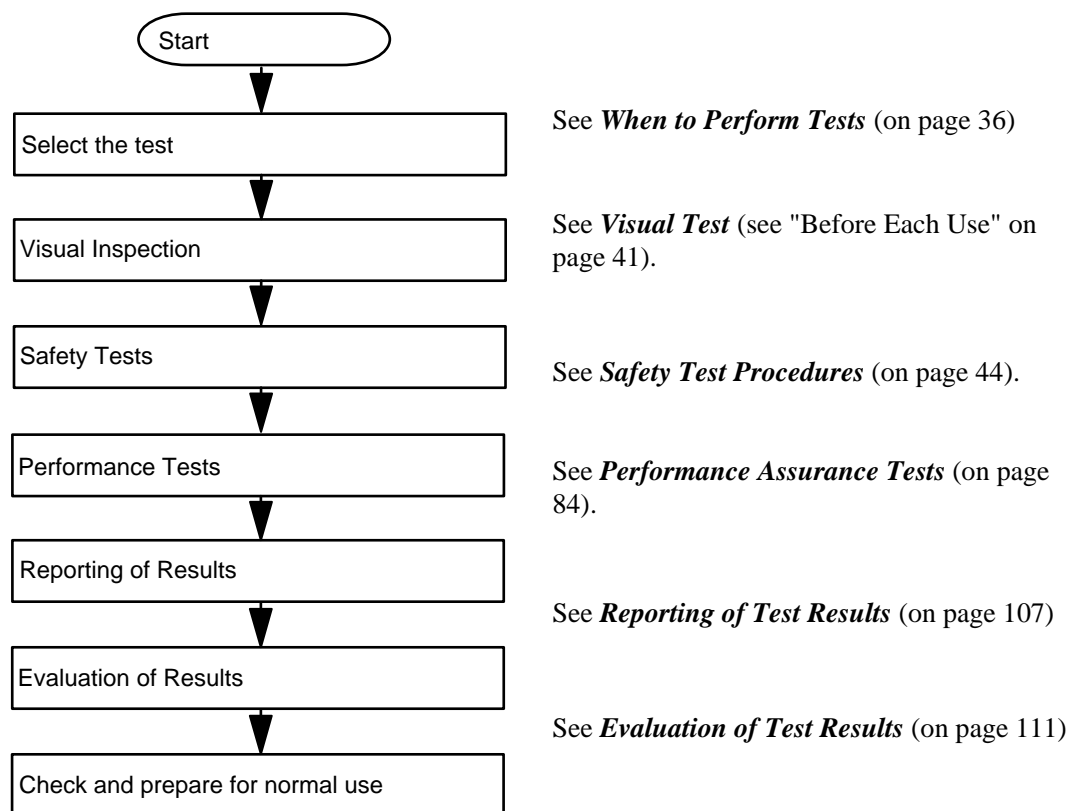 Start
Select the test
See When to Perform Tests (on page 36)
Visual Inspection
See Visual Test (see "Before Each Use" on
page 41).
Safety Tests
See Safety Test Procedures (on page 44).
Performance Tests
See Performance Assurance Tests (on page
84).
Reporting of Results
See Reporting of Test Results (on page 107)
Evaluation of Results
See Evaluation of Test Results (on page 111)
Check and prepare for normal use